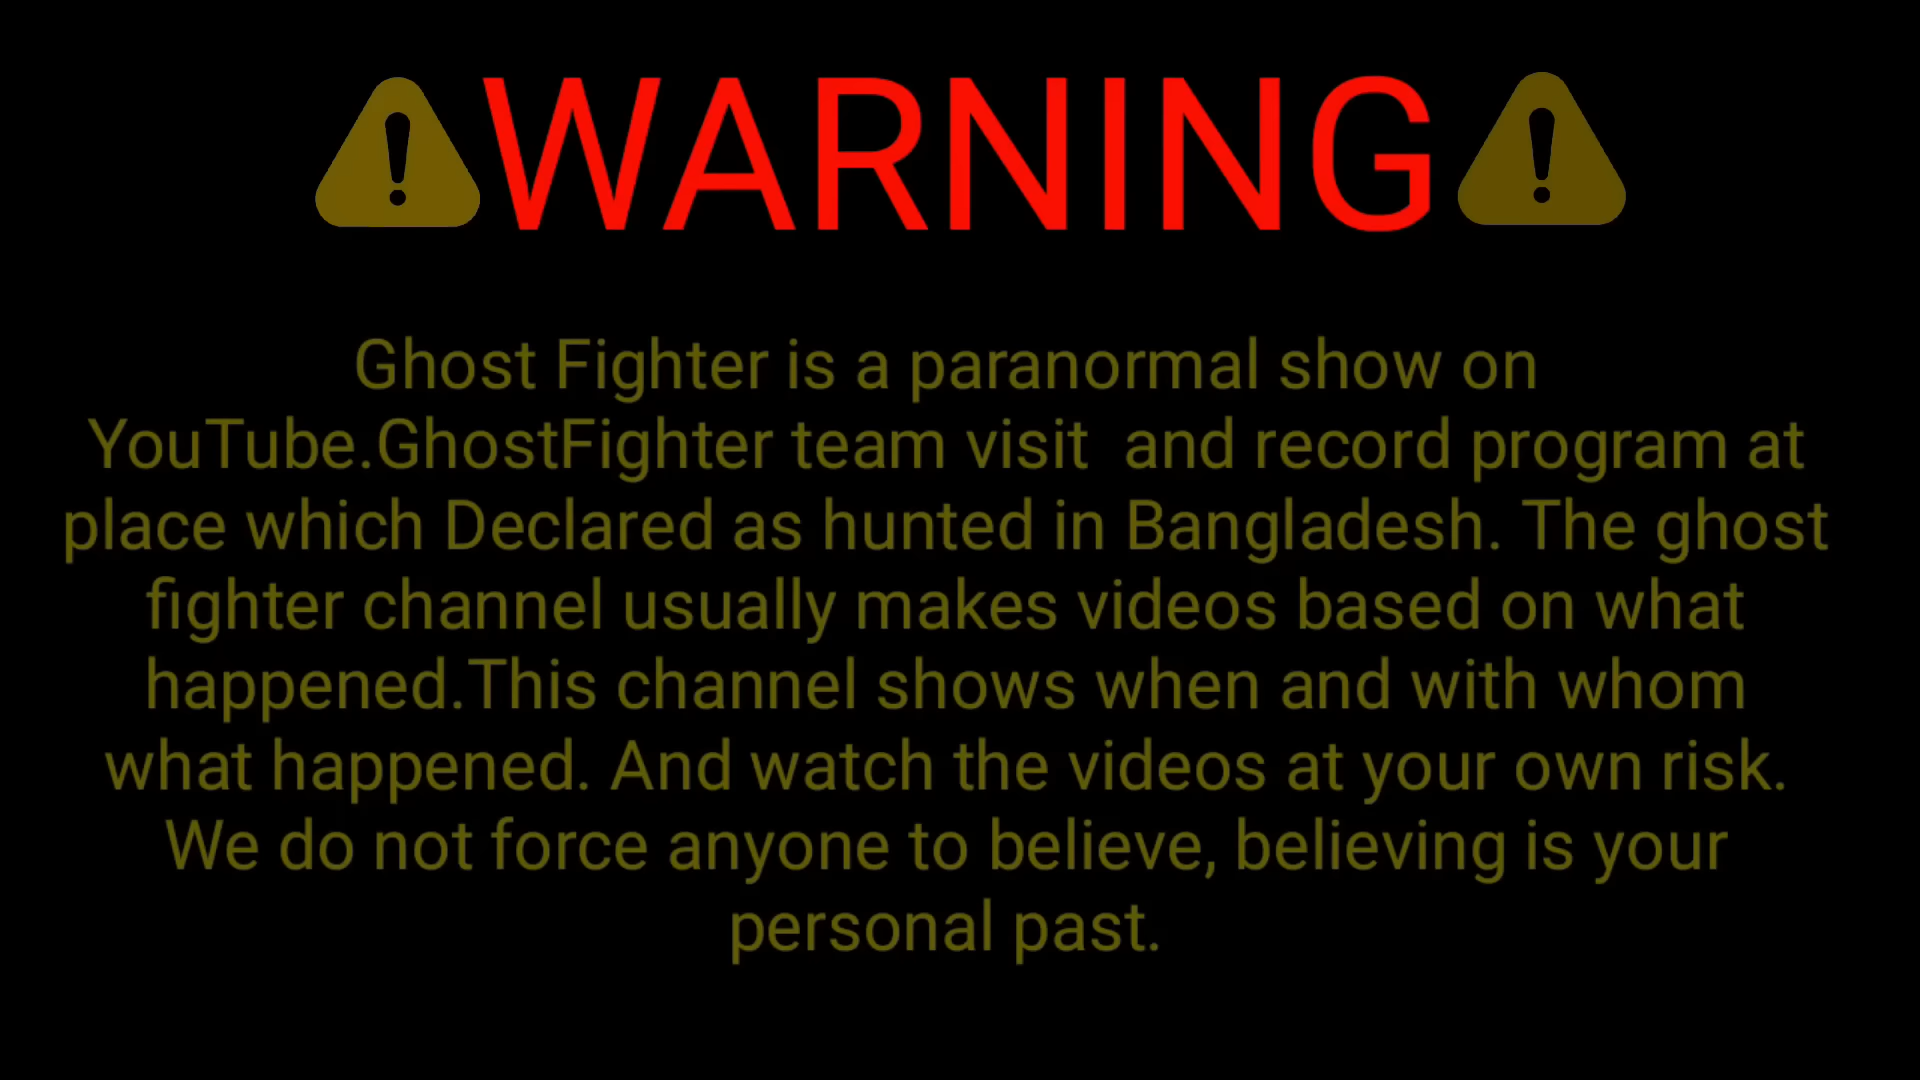 WARNING
Ghost Fighter is a paranormal show on
YouTube.GhostFighter team visit  and record program at
place which Declared as hunted in Bangladesh. The ghost
fighter channel usually makes videos based on what
happened.This channel shows when and with whom
what happened. And watch the videos at your own risk.
We do not force anyone to believe, believing is your
personal past.